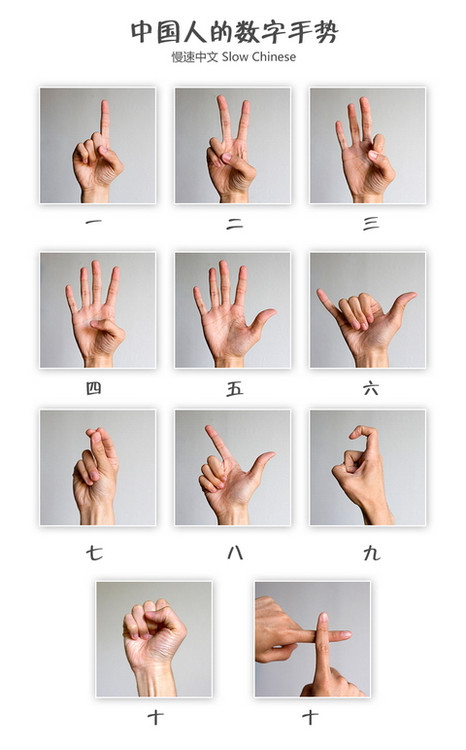 中国人的数字手势
慢速中文 Slow Chinese
一 二 三
四 五 六
七 八 九
十 十